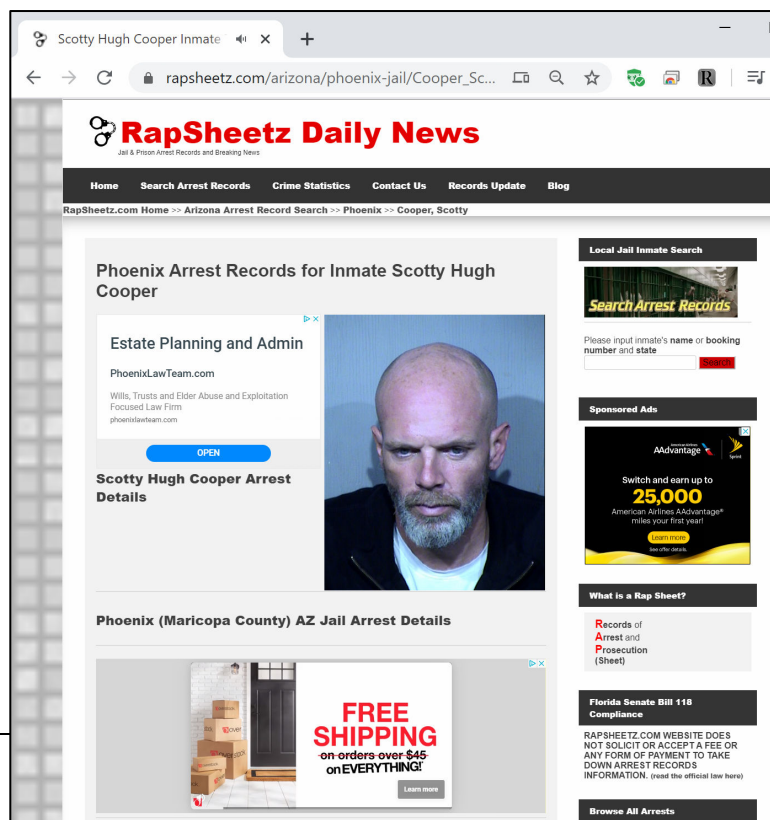 Scotty Hugh Cooper Inmate
rapsheetz.com/arizona/phoenix-jail/Cooper_Sc...
RapSheetz Daily News
Jail & Prison Arrest Records and Breaking News
Home Search Arrest Records Crime Statistics Contact Us Records Update Blog
RapSheetz.com Home >> Arizona Arrest Record Search >> Phoenix >> Cooper, Scotty
Phoenix Arrest Records for Inmate Scotty Hugh
Cooper
Estate Planning and Admin
PhoenixLawTeam.com
Wills, Trusts and Elder Abuse and Exploitation
Focused Law Firm
phoenixlawteam.com
OPEN
Scotty Hugh Cooper Arrest
Details
Phoenix (Maricopa County) AZ Jail Arrest Details
FREE
SHIPPING
on orders over $45
on EVERYTHING!
Learn more
Local Jail Inmate Search
Search Arrest Records
Please input inmate's name or booking
number and state
Search
Sponsored Ads
American Airlines
AAdvantage
Sprint
Switch and earn up to
25,000
American Airlines AAdvantage®
miles your first year!
Learn more
See offer details.
What is a Rap Sheet?
Records of
Arrest and
Prosecution
(Sheet)
Florida Senate Bill 118
Compliance
RAPSHEETZ.COM WEBSITE DOES
NOT SOLICIT OR ACCEPT A FEE OR
ANY FORM OF PAYMENT TO TAKE
DOWN ARREST RECORDS
INFORMATION. (read the official law here)
Browse All Arrests